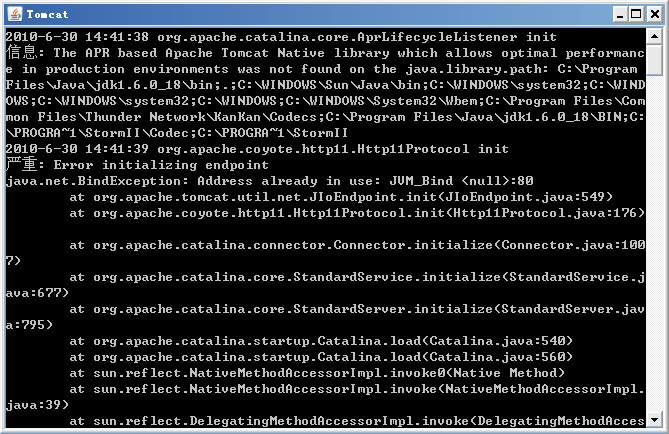 Tomcat
2010-6-30 14:41:38 org.apache.catalina.core.AprLifecycleListener init
信息: The APR based Apache Tomcat Native library which allows optimal performanc
e in production environments was not found on the java.library.path: C:\Program
Files\Java\jdk1.6.0_18\bin;.;C:\WINDOWS\Sun\Java\bin;C:\WINDOWS\system32;C:\WIND
OWS;C:\WINDOWS\system32;C:\WINDOWS;C:\WINDOWS\System32\Wbem;C:\Program Files\Com
mon Files\Thunder Network\KanKan\Codecs;C:\Program Files\Java\jdk1.6.0_18\BIN;C:
\PROGRA~1\StormII\Codec;C:\PROGRA~1\StormII
2010-6-30 14:41:39 org.apache.coyote.http11.Http11Protocol init
严重: Error initializing endpoint
java.net.BindException: Address already in use: JVM_Bind <null>:80
at org.apache.tomcat.util.net.JIoEndpoint.init(JIoEndpoint.java:549)
at org.apache.coyote.http11.Http11Protocol.init(Http11Protocol.java:176)
at org.apache.catalina.connector.Connector.initialize(Connector.java:100
7)
at org.apache.catalina.core.StandardService.initialize(StandardService.j
ava:677)
at org.apache.catalina.core.StandardServer.initialize(StandardServer.jav
a:795)
at org.apache.catalina.startup.Catalina.load(Catalina.java:540)
at org.apache.catalina.startup.Catalina.load(Catalina.java:560)
at sun.reflect.NativeMethodAccessorImpl.invoke0(Native Method)
at sun.reflect.NativeMethodAccessorImpl.invoke(NativeMethodAccessorImpl.
java:39)
at sun.reflect.DelegatingMethodAccessorImpl.invoke(DelegatingMethodAcces